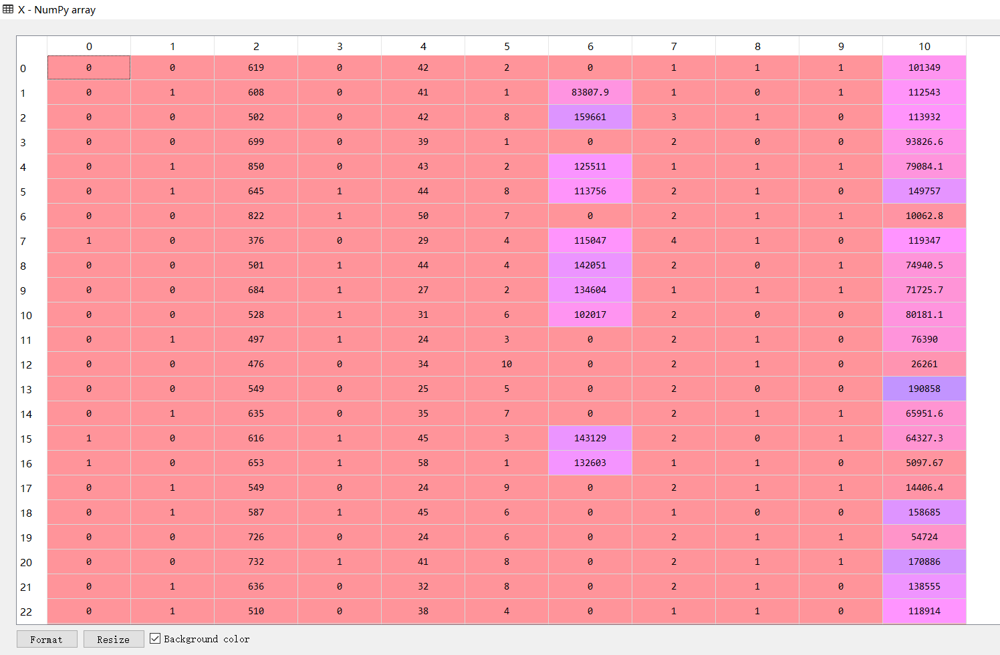 X - NumPy array
0 1 2 3 4 5 6 7 8 9 10
0 0 0 619 0 42 2 0 1 1 1 101349
1 0 1 608 0 41 1 83807.9 1 0 1 112543
2 0 0 502 0 42 8 159661 3 1 0 113932
3 0 0 699 0 39 1 0 2 0 0 93826.6
4 0 1 850 0 43 2 125511 1 1 1 79084.1
5 0 1 645 1 44 8 113756 2 1 0 149757
6 0 0 822 1 50 7 0 2 1 1 10062.8
7 1 0 376 0 29 4 115047 4 1 0 119347
8 0 0 501 1 44 4 142051 2 0 1 74940.5
9 0 0 684 1 27 2 134604 1 1 1 71725.7
10 0 0 528 1 31 6 102017 2 0 0 80181.1
11 0 1 497 1 24 3 0 2 1 0 76390
12 0 0 476 0 34 10 0 2 1 0 26261
13 0 0 549 0 25 5 0 2 0 0 190858
14 0 1 635 0 35 7 0 2 1 1 65951.6
15 1 0 616 1 45 3 143129 2 0 1 64327.3
16 1 0 653 1 58 1 132603 1 1 0 5097.67
17 0 1 549 0 24 9 0 2 1 1 14406.4
18 0 1 587 1 45 6 0 1 0 0 158685
19 0 0 726 0 24 6 0 2 1 1 54724
20 0 0 732 1 41 8 0 2 1 1 170886
21 0 1 636 0 32 8 0 2 1 0 138555
22 0 1 510 0 38 4 0 1 1 0 118914
Format Resize Background color